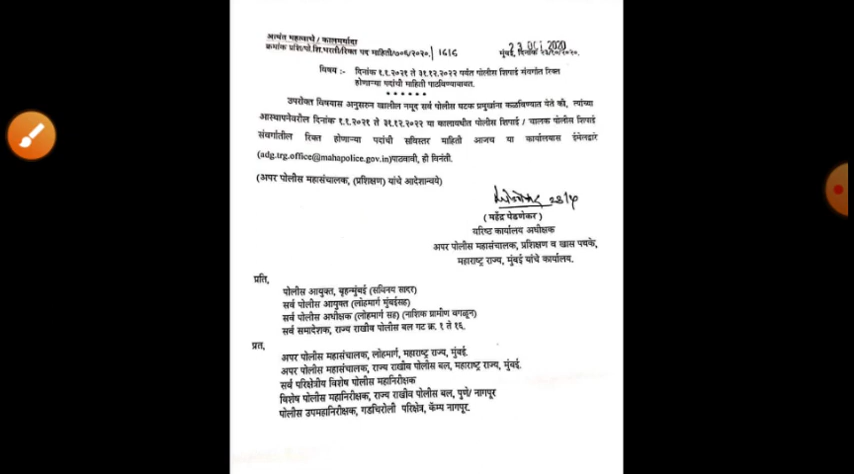 अत्यंत महत्वाचे / कालमर्यादा
क्रमांक प्रशि/पो.शि.भरती/रिक्त पद माहिती/७०६/२०२०/ 1616
23 Oct 2020
मुंबई, दिनांक २३/१०/२०२०.
विषय :- दिनांक १.१.२०२१ ते ३१.१२.२०२२ पर्यंत पोलीस शिपाई संवर्गात रिक्त
होणाऱ्या पदांची माहिती पाठविणेबाबत.
******
उपरोक्त विषयास अनुसरुन खालील नमूद सर्व पोलीस घटक प्रमुखांना कळविण्यात येते की, त्यांच्या
आस्थापनेवरील दिनांक १.१.२०२१ ते ३१.१२.२०२२ या कालावधीत पोलीस शिपाई / चालक पोलीस शिपाई
संवर्गातील रिक्त होणाऱ्या पदांची सविस्तर माहिती आजच या कार्यालयास ईमेलद्वारे
(adg.trg.office@mahapolice.gov.in)पाठवावी, ही विनंती.
(अपर पोलीस महासंचालक, (प्रशिक्षण) यांचे आदेशान्वये)
( महेंद्र पेडणेकर )
वरिष्ठ कार्यालय अधीक्षक
अपर पोलीस महासंचालक, प्रशिक्षण व खास पथके,
महाराष्ट्र राज्य, मुंबई यांचे कार्यालय.
प्रति,
पोलीस आयुक्त, बृहन्मुंबई (सविनय सादर)
सर्व पोलीस आयुक्त (लोहमार्ग मुंबईसह)
सर्व पोलीस अधीक्षक (लोहमार्ग सह) (नाशिक ग्रामीण वगळून)
सर्व समादेशक, राज्य राखीव पोलीस बल गट क्र. १ ते १६.
प्रत,
अपर पोलीस महासंचालक, लोहमार्ग, महाराष्ट्र राज्य, मुंबई.
अपर पोलीस महासंचालक, राज्य राखीव पोलीस बल, महाराष्ट्र राज्य, मुंबई.
सर्व परिक्षेत्रीय विशेष पोलीस महानिरीक्षक
विशेष पोलीस महानिरीक्षक, राज्य राखीव पोलीस बल, पुणे/ नागपूर
पोलीस उपमहानिरीक्षक, गडचिरोली परिक्षेत्र, कॅम्प नागपूर.